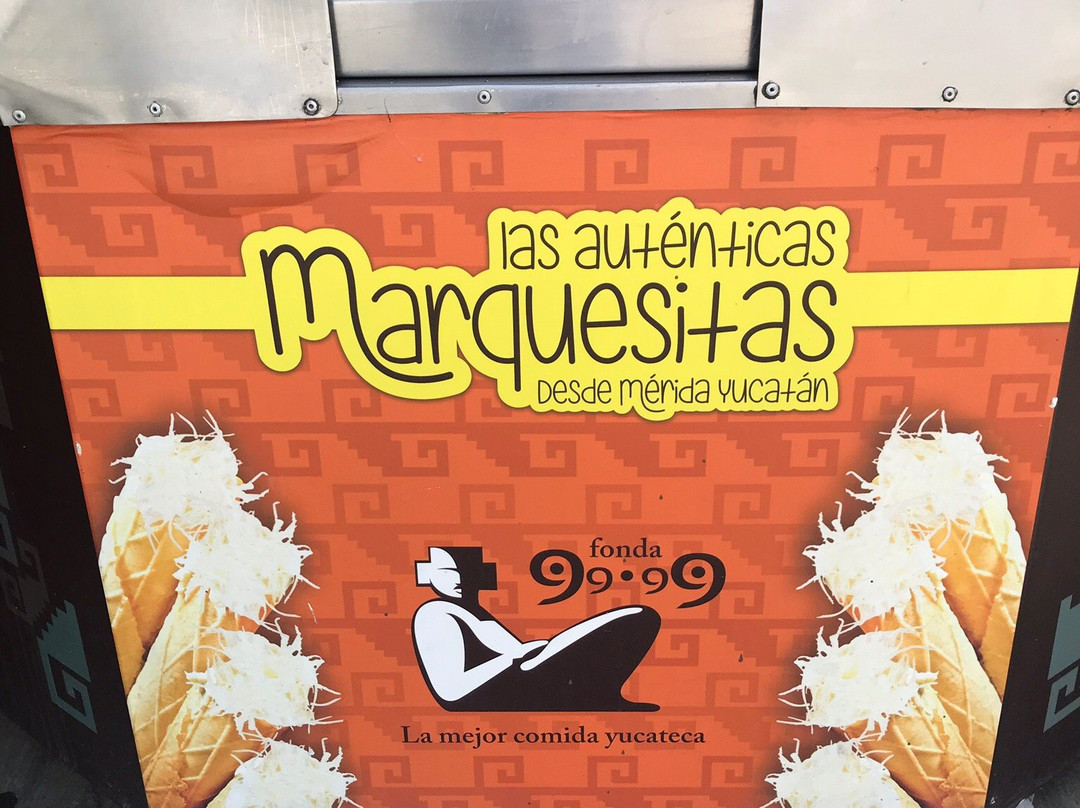 las auténticas
Marquesitas
Desde Mérida Yucatán
fonda
99·99
La mejor comida yucateca